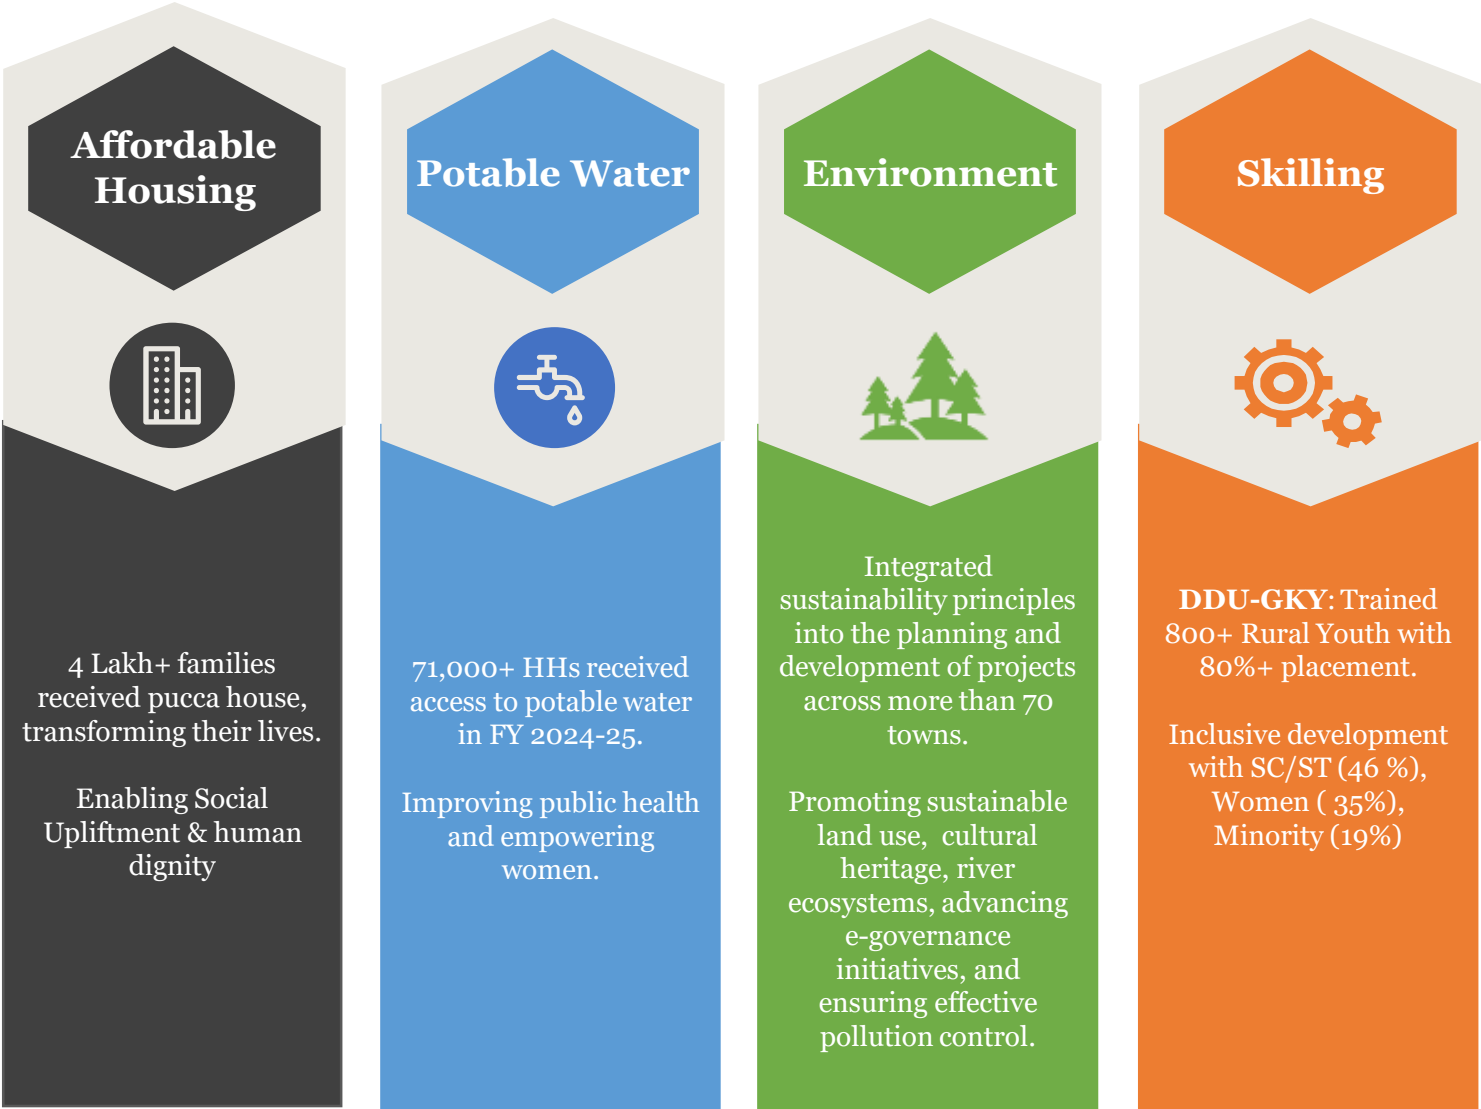 Affordable
Housing
4 Lakh+ families
received pucca house,
transforming their lives.
Enabling Social
Upliftment & human
dignity
Potable Water
71,000+ HHs received
access to potable water
in FY 2024-25.
Improving public health
and empowering
women.
Environment
Integrated
sustainability principles
into the planning and
development of projects
across more than 70
towns.
Promoting sustainable
land use, cultural
heritage, river
ecosystems, advancing
e-governance
initiatives, and
ensuring effective
pollution control.
Skilling
DDU-GKY: Trained
800+ Rural Youth with
80%+ placement.
Inclusive development
with SC/ST (46 %),
Women ( 35%),
Minority (19%)